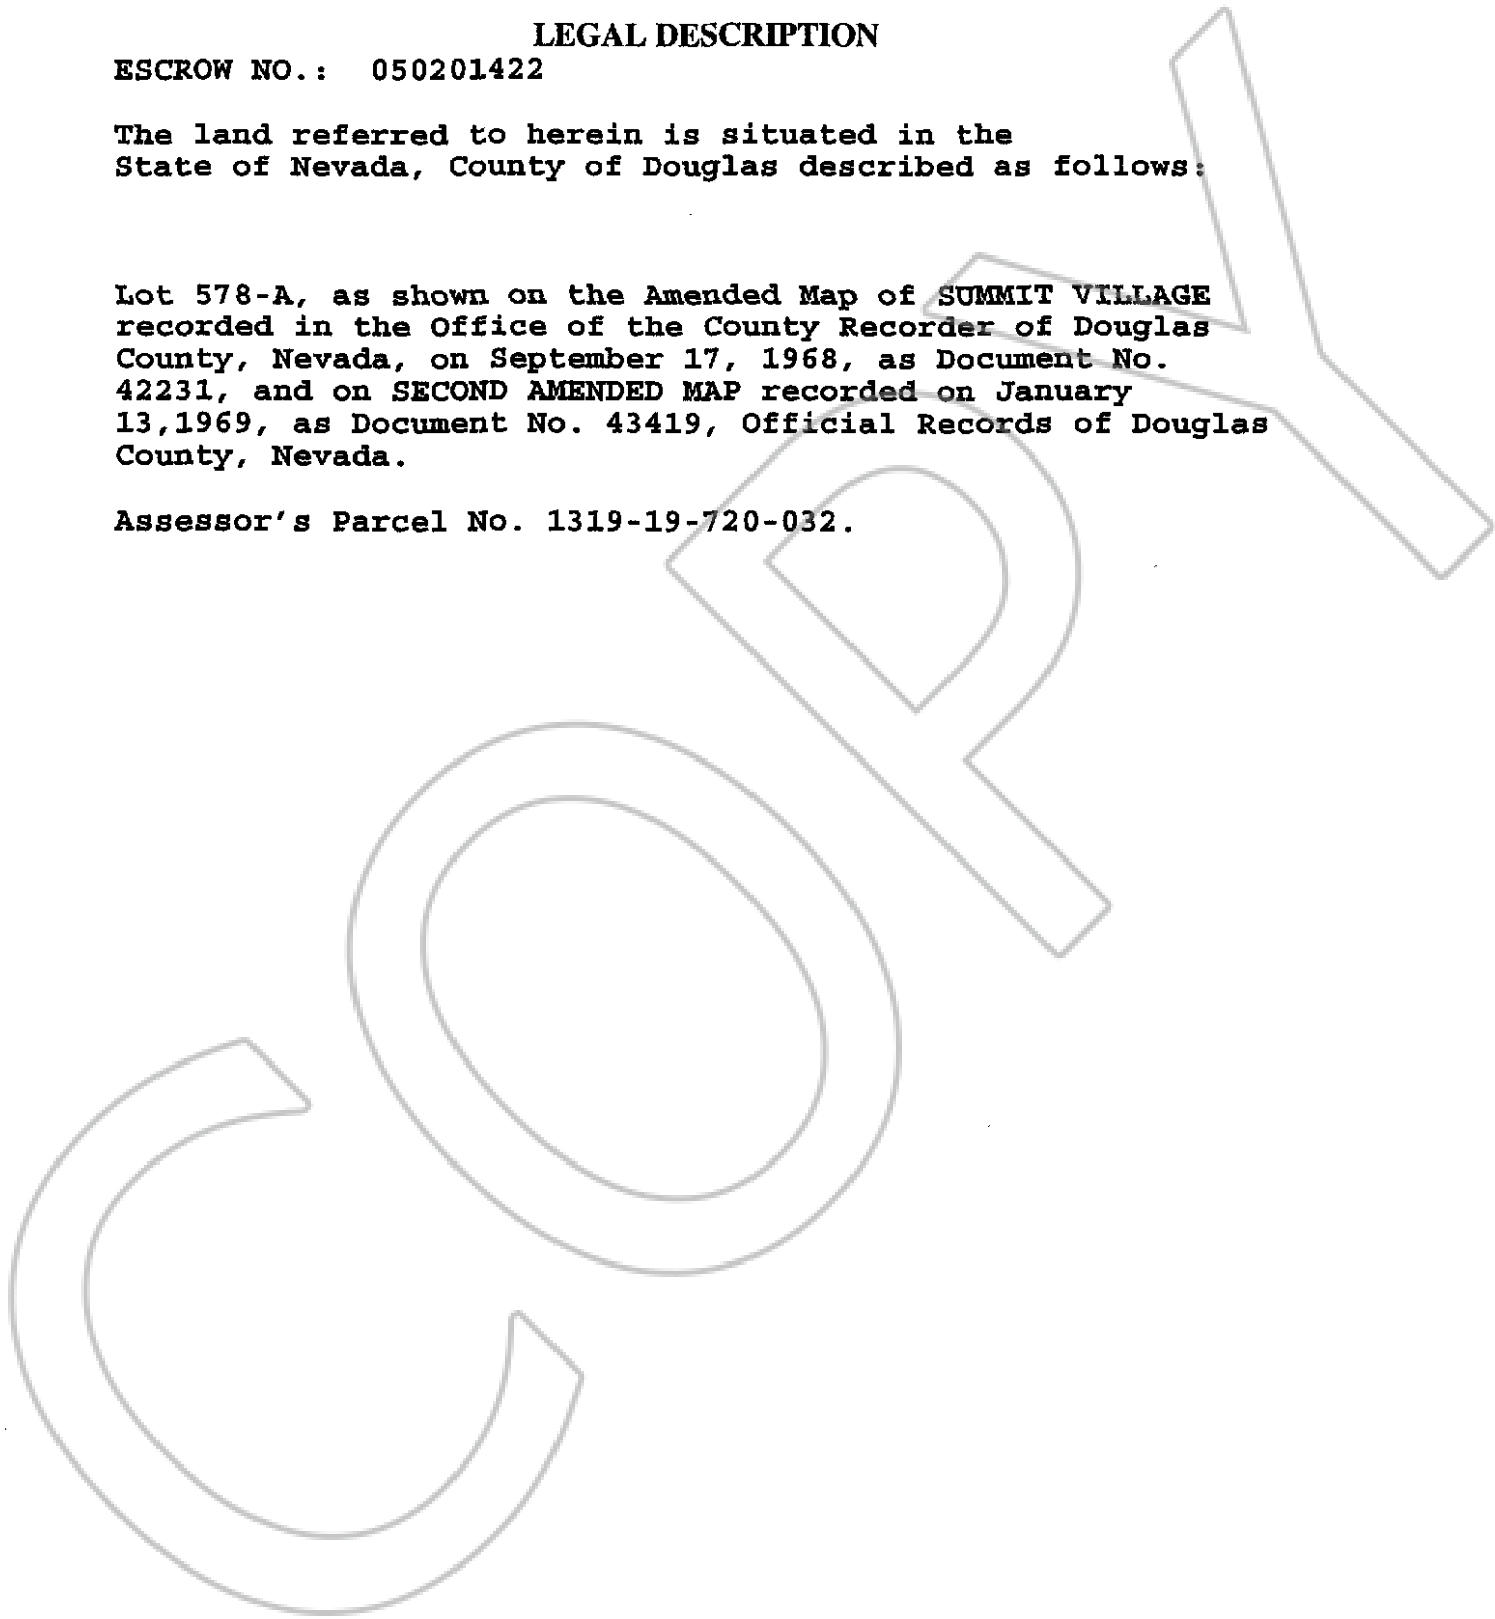 LEGAL DESCRIPTION
ESCROW NO.: 050201422
The land referred to herein is situated in the
State of Nevada, County of Douglas described as follows:
Lot 578-A, as shown on the Amended Map of SUMMIT VILLAGE
recorded in the Office of the County Recorder of Douglas
County, Nevada, on September 17, 1968, as Document No.
42231, and on SECOND AMENDED MAP recorded on January
13,1969, as Document No. 43419, Official Records of Douglas
County, Nevada.
Assessor's Parcel No. 1319-19-720-032.
COPY